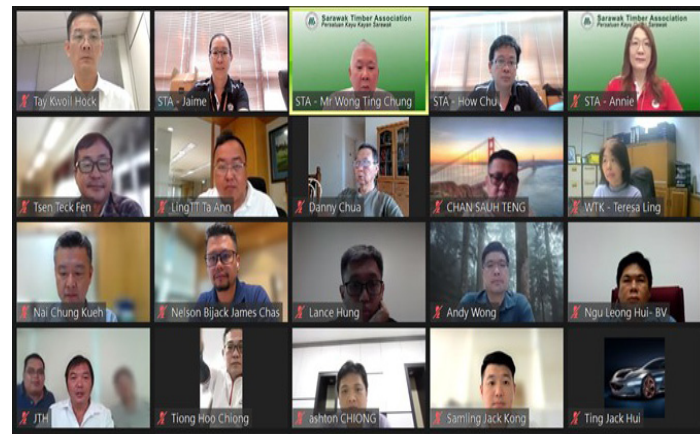 Sarawak Timber Association
Persatuan Kayu Kayan Sarawak
Sarawak Timber Association
Persatuan Kayu Sarawak
Tay Kwoil Hock
STA - Jaime
STA - Mr Wong Ting Chung
STA - How Chu
STA - Annie
Tsen Teck Fen
LingTT Ta Ann
Danny Chua
CHAN SAUH TENG
WTK - Teresa Ling
Nai Chung Kueh
Nelson Bijack James Chas
Lance Hung
Andy Wong
Ngu Leong Hui- BV
JTH
Tiong Hoo Chiong
ashton CHIONG
Samling Jack Kong
Ting Jack Hui